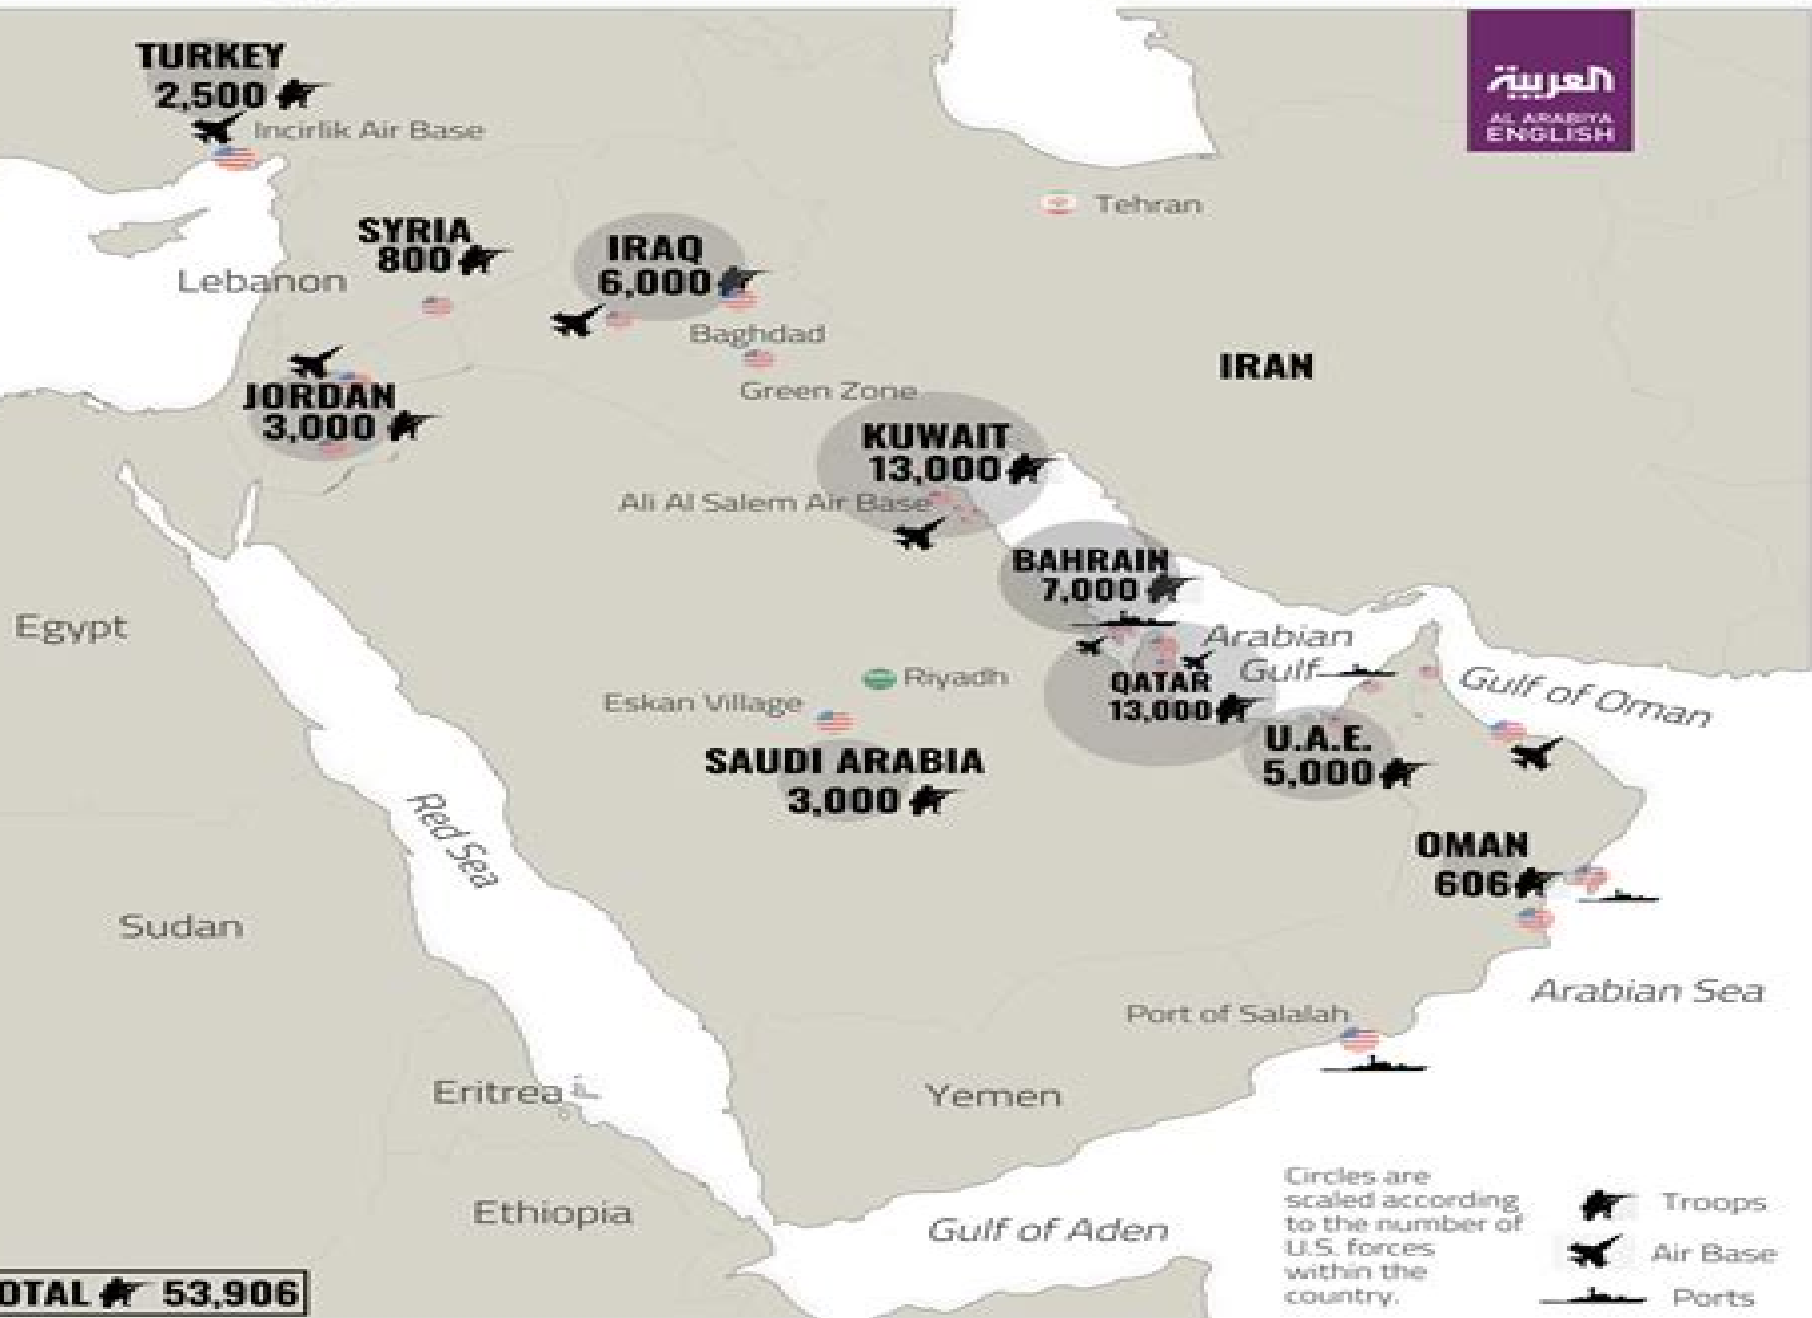 TURKEY
2,500
Incirlik Air Base
العربية
AL ARABIYA
ENGLISH
Tehran
SYRIA
800
IRAQ
6,000
Lebanon
Baghdad
Green Zone
IRAN
JORDAN
3,000
KUWAIT
13,000
Ali Al Salem Air Base
BAHRAIN
7,000
Egypt
Arabian
Gulf
Gulf of Oman
Riyadh
Eskan Village
QATAR
13,000
U.A.E.
5,000
SAUDI ARABIA
3,000
Red Sea
OMAN
606
Sudan
Arabian Sea
Port of Salalah
Eritrea
Yemen
Ethiopia
Gulf of Aden
Circles are
scaled according
to the number of
U.S. forces
within the
country.
Troops
Air Base
Ports
OTAL 53,906